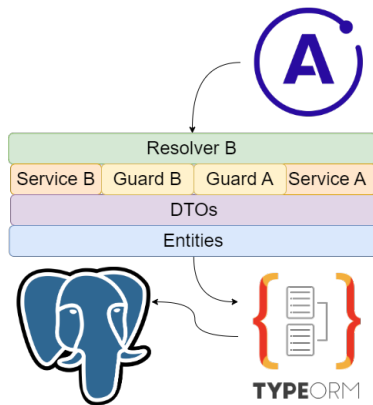 Resolver B
Service B Guard B Guard A Service A
DTOs
Entities
TYPEORM